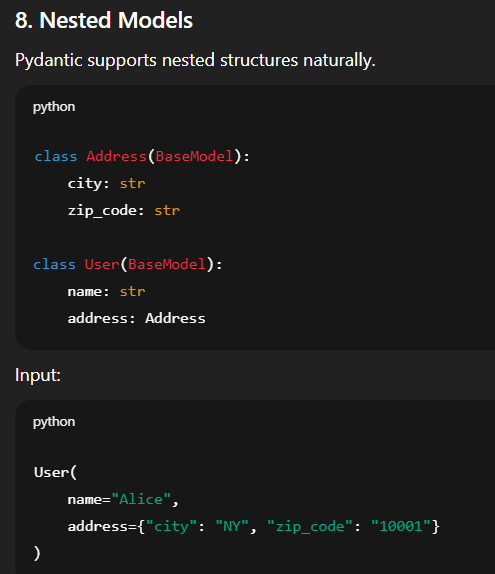 8. Nested Models
Pydantic supports nested structures naturally.
python
class Address(BaseModel):
    city: str
    zip_code: str
class User(BaseModel):
    name: str
    address: Address
Input:
python
User(
    name="Alice",
    address={"city": "NY", "zip_code": "10001"}
)